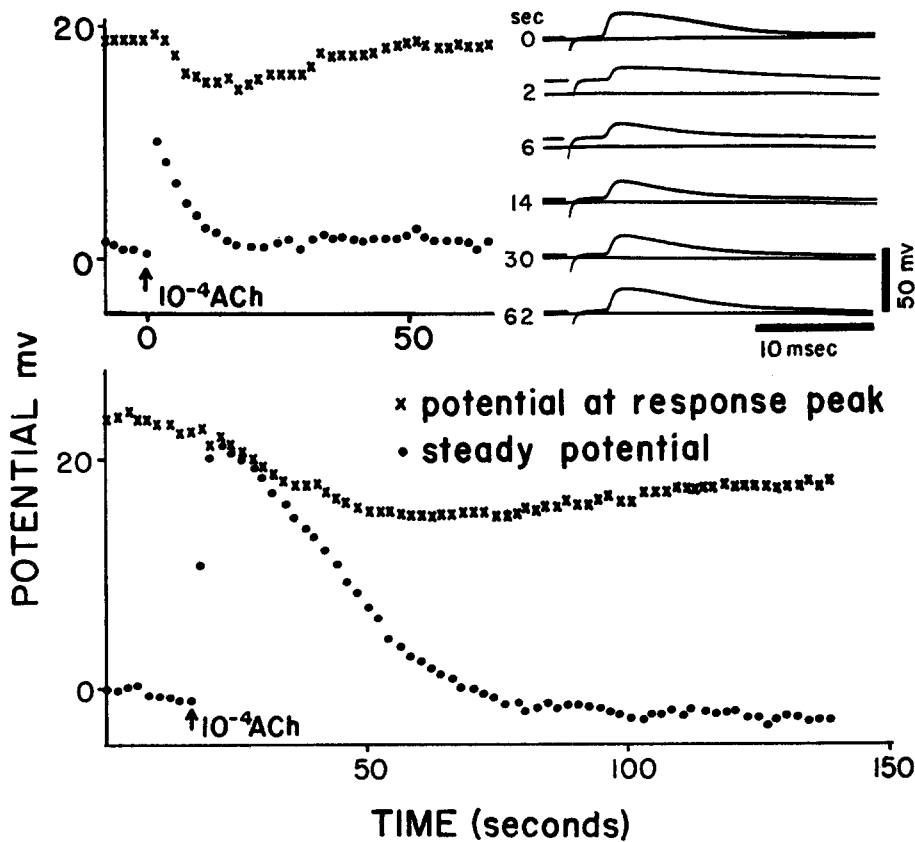 20
0
↑
10⁻⁴ACh
0
50
sec
0
2
6
14
30
62
50 mv
10 msec
POTENTIAL mv
x potential at response peak
• steady potential
20
0
↑10⁻⁴ACh
50
100
150
TIME (seconds)